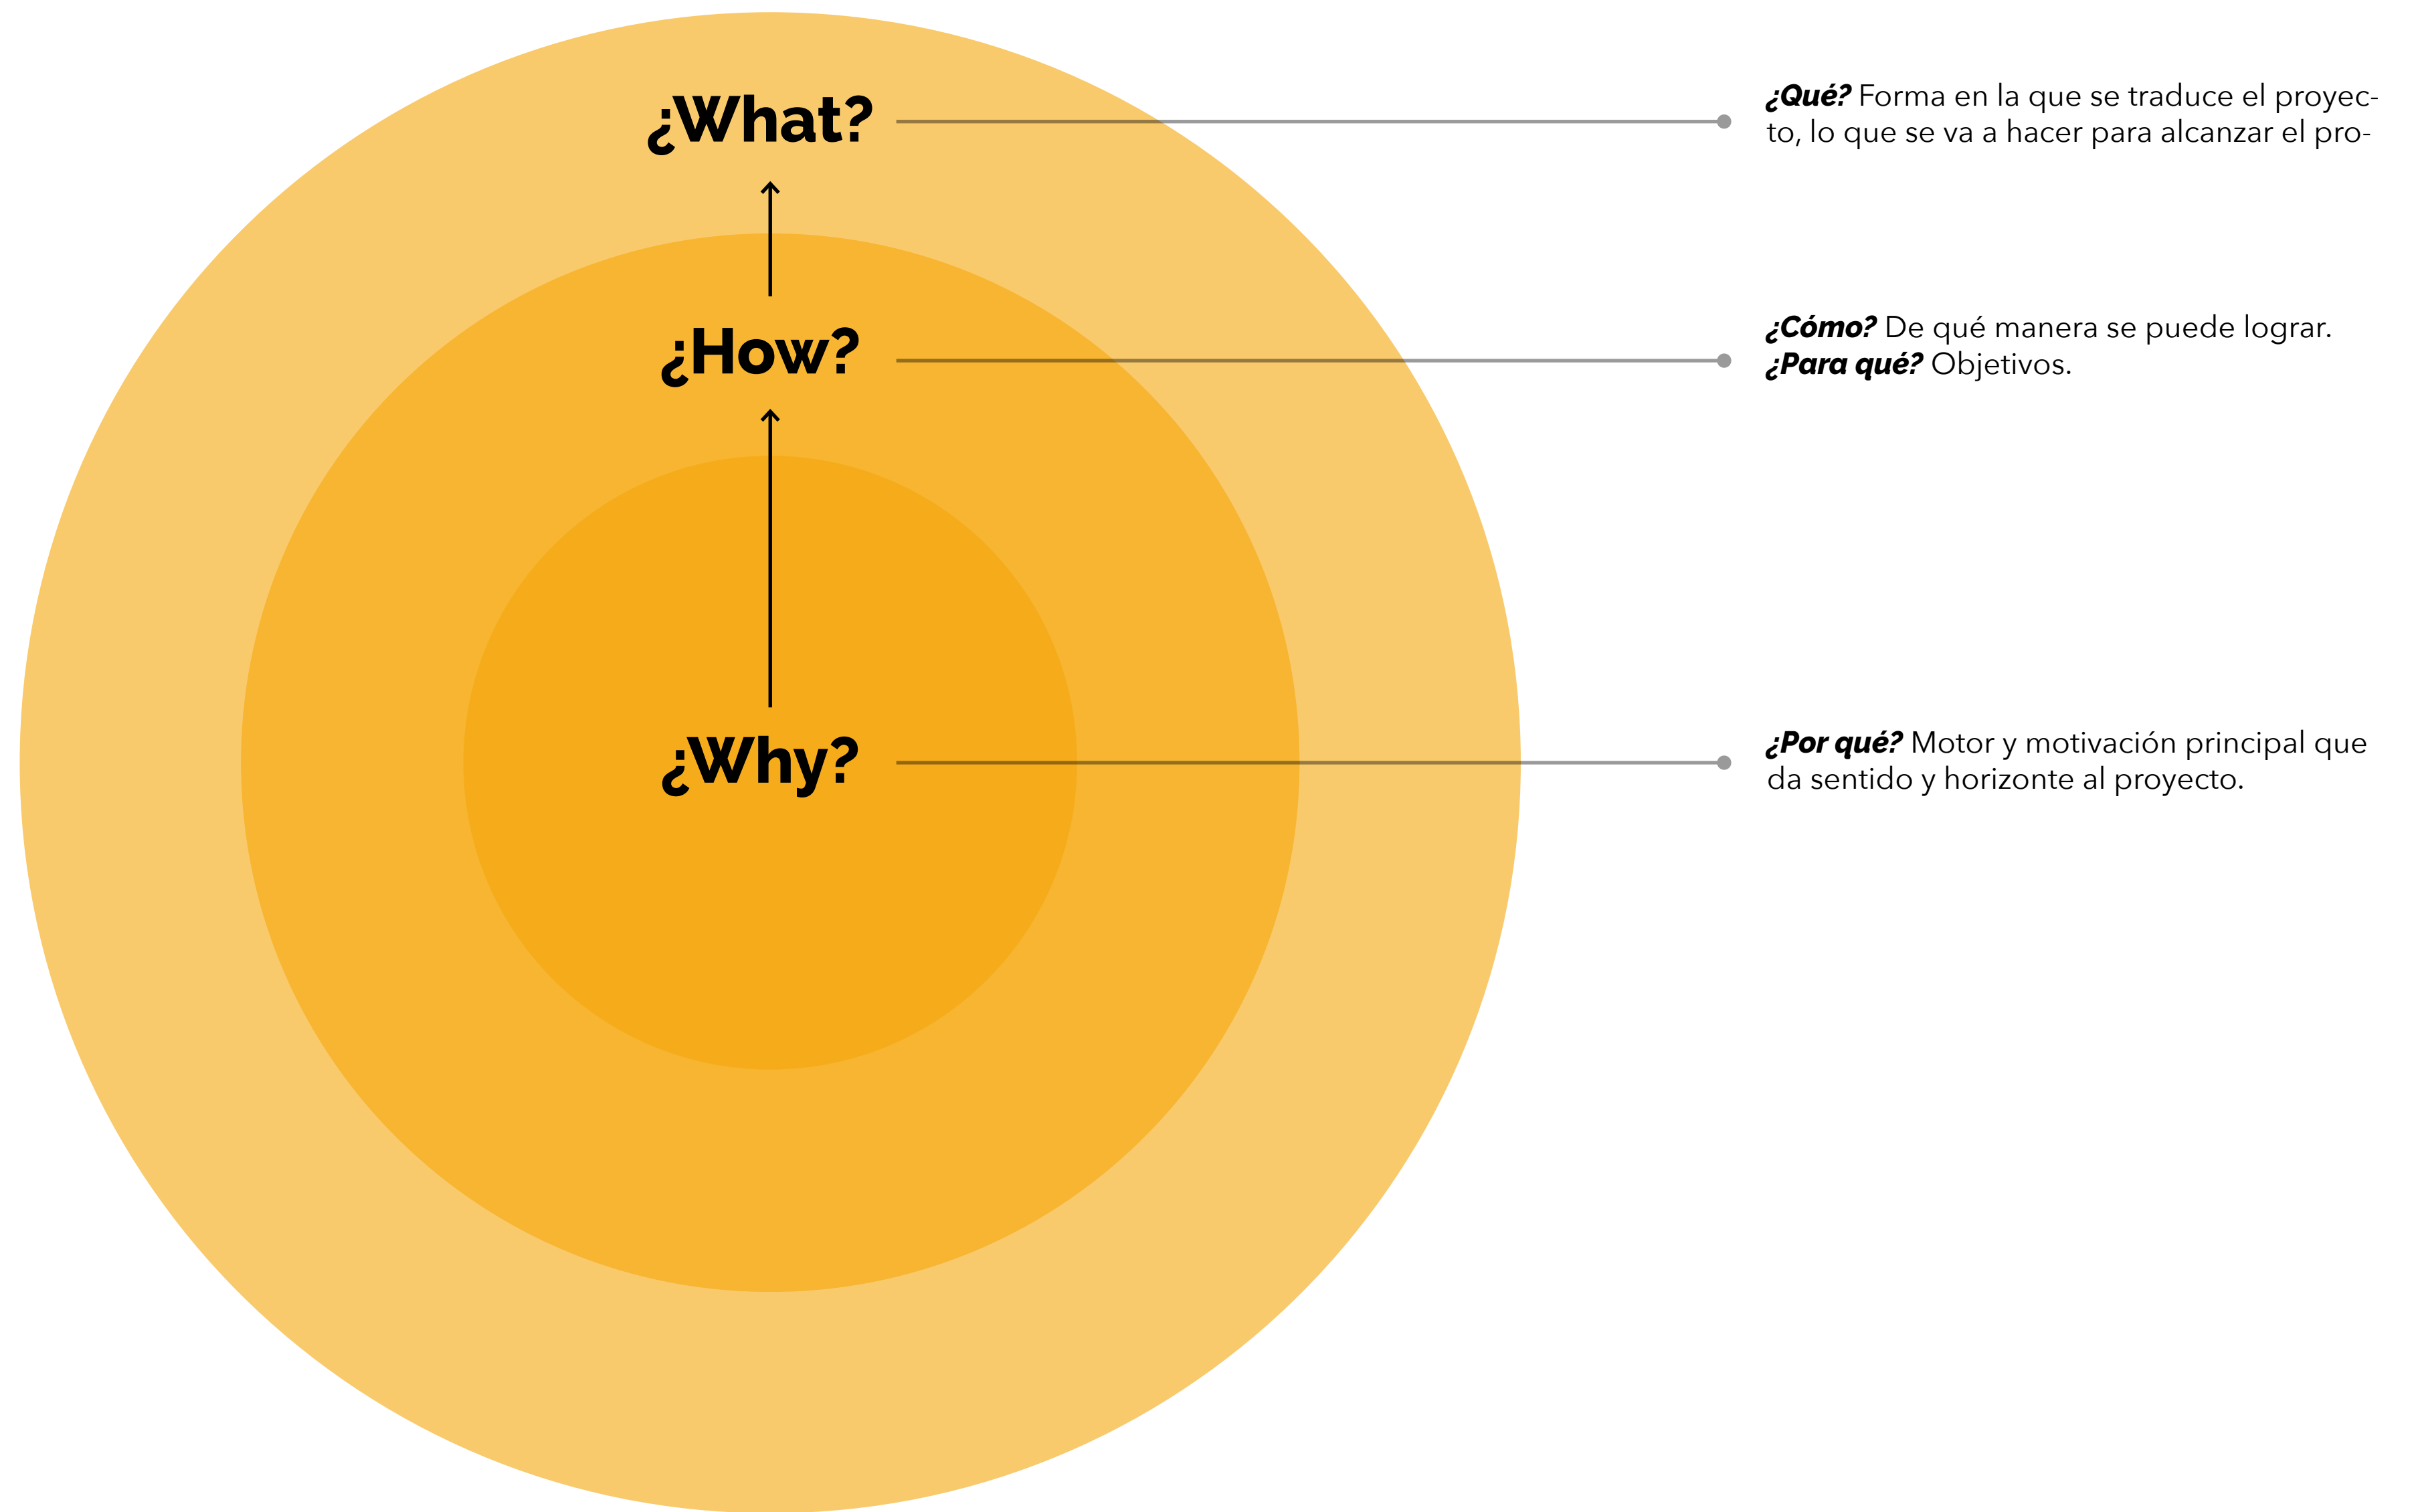 ¿What?
¿Qué? Forma en la que se traduce el proyec-
to, lo que se va a hacer para alcanzar el pro-
¿How?
¿Cómo? De qué manera se puede lograr.
¿Para qué? Objetivos.
¿Why?
¿Por qué? Motor y motivación principal que
da sentido y horizonte al proyecto.